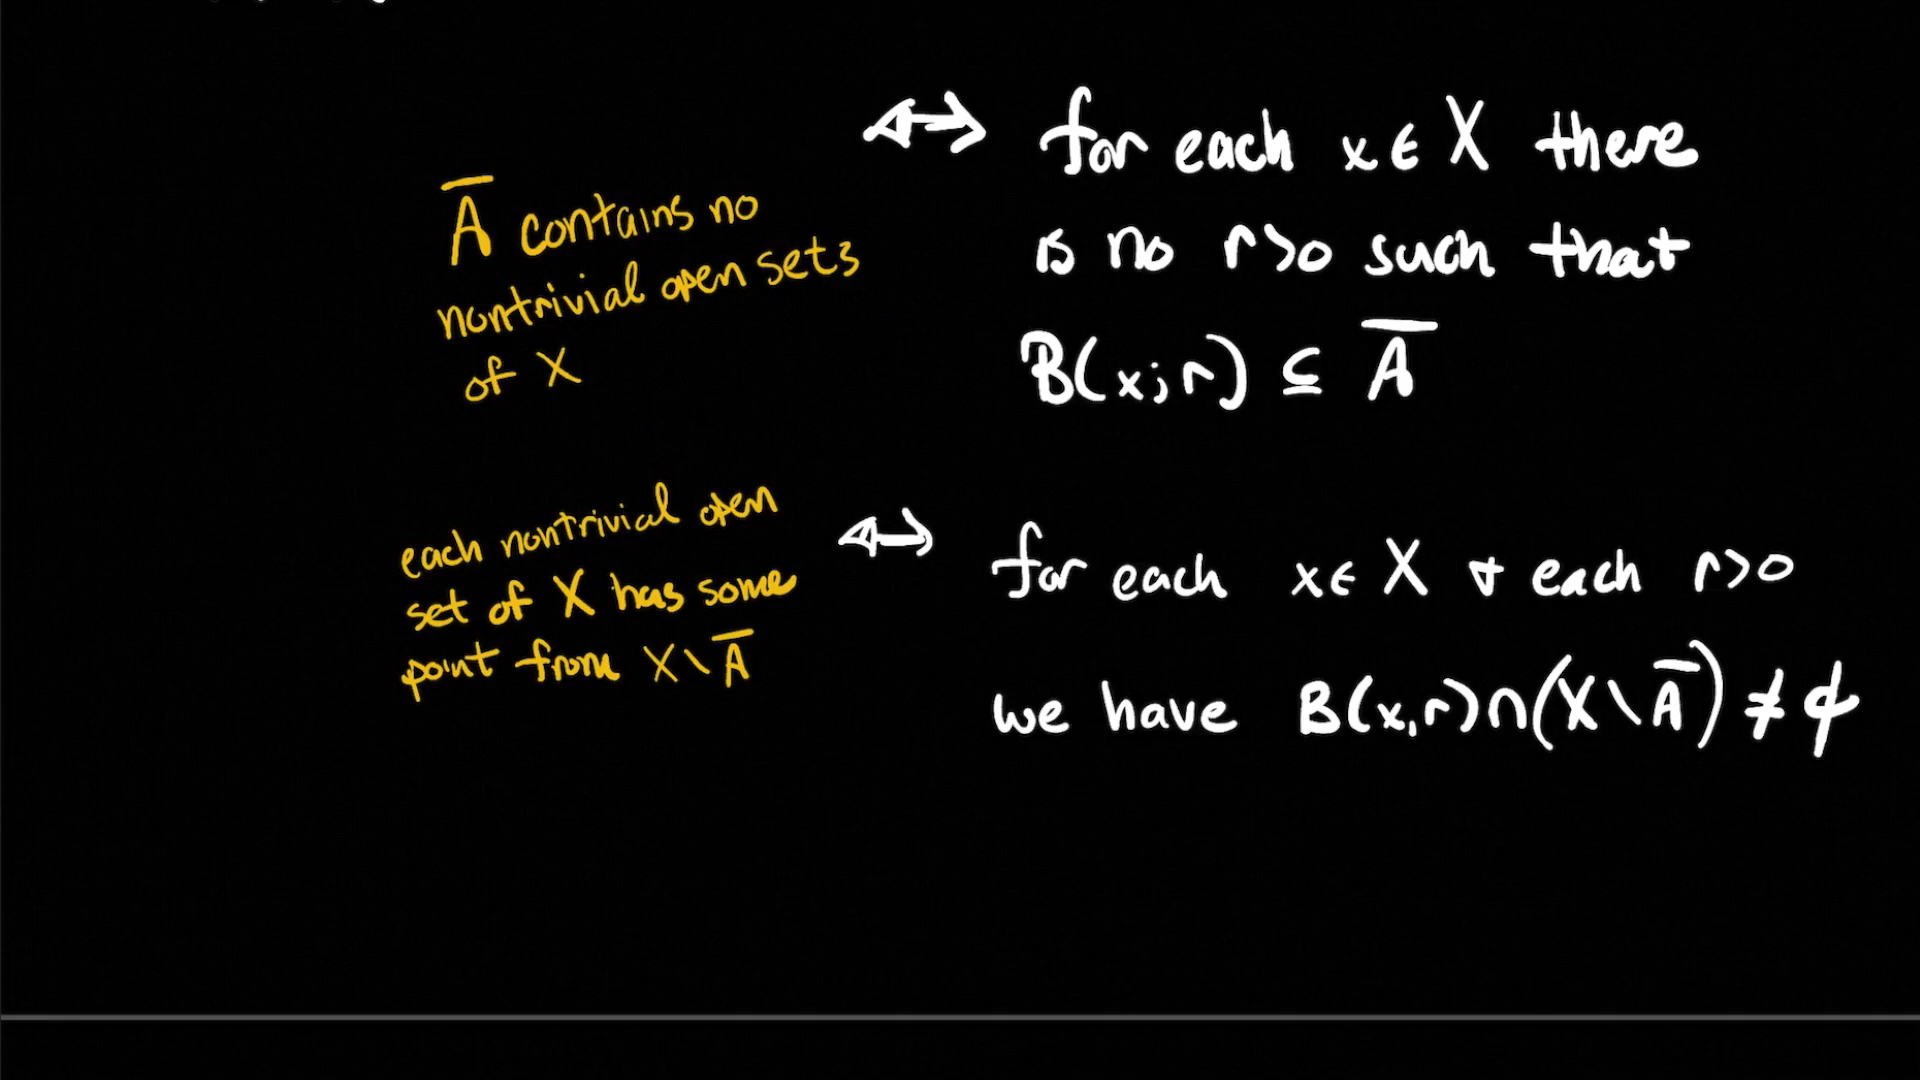 ⟺ for each x ∈ X there
is no r>0 such that
B(x;r) ⊆ A̅
A̅ contains no
nontrivial open sets
of X
⟺ for each x ∈ X & each r>0
we have B(x,r)∩(X\A̅) ≠ ∅
each nontrivial open
set of X has some
point from X\A̅